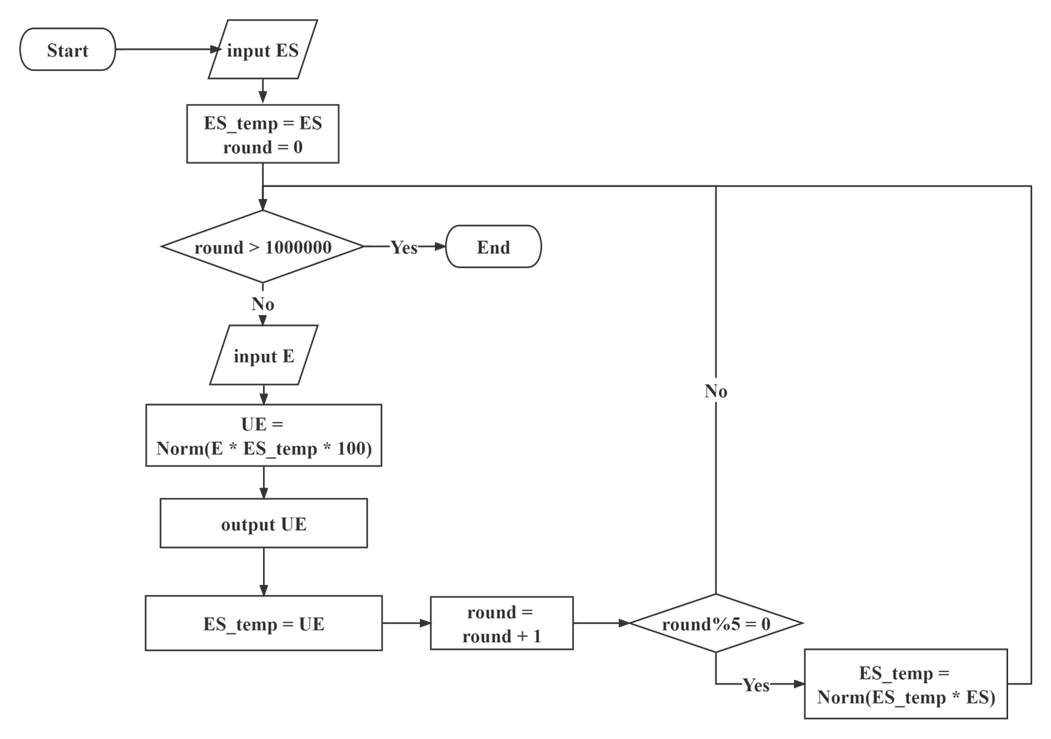 Start
input ES
ES_temp = ES
round = 0
round > 1000000
Yes
End
No
input E
No
UE =
Norm(E * ES_temp * 100)
output UE
ES_temp = UE
round =
round + 1
round%5 = 0
Yes
ES_temp =
Norm(ES_temp * ES)